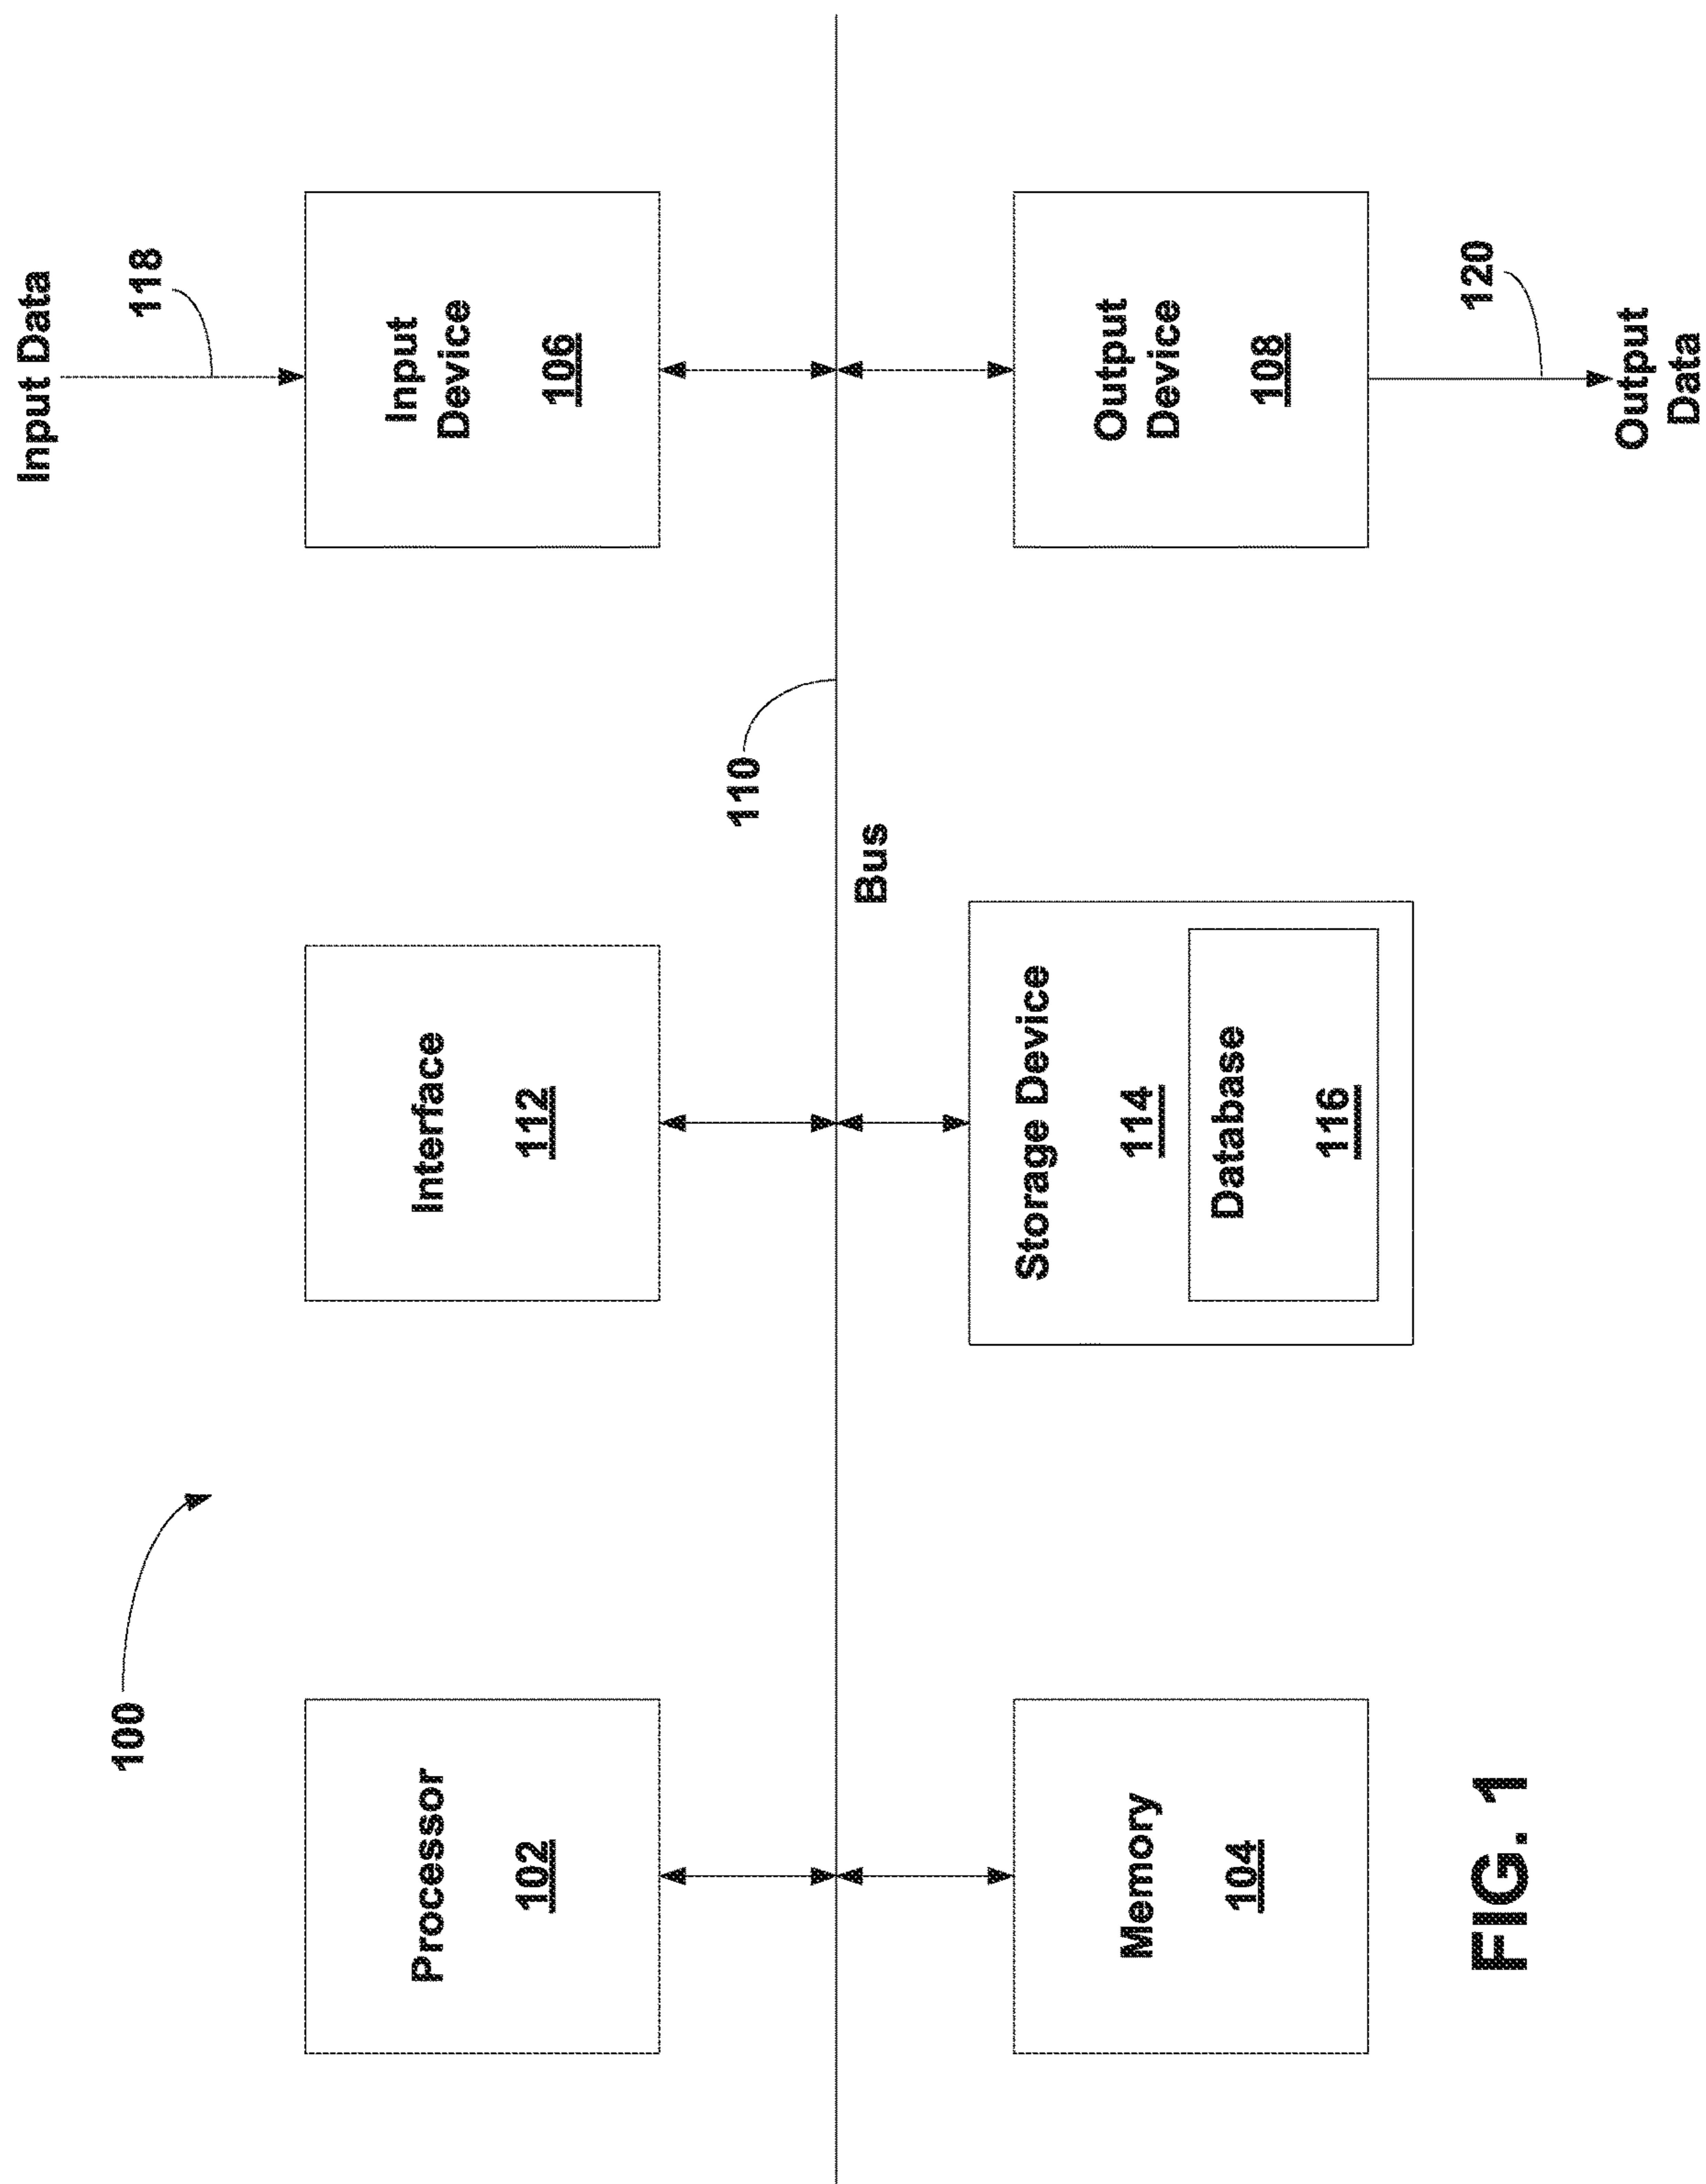 Input Data
100
118
Processor
102
Interface
112
Input
Device
106
110
Bus
Memory
104
Storage Device
114
Database
116
Output
Device
108
120
FIG. 1
Output
Data